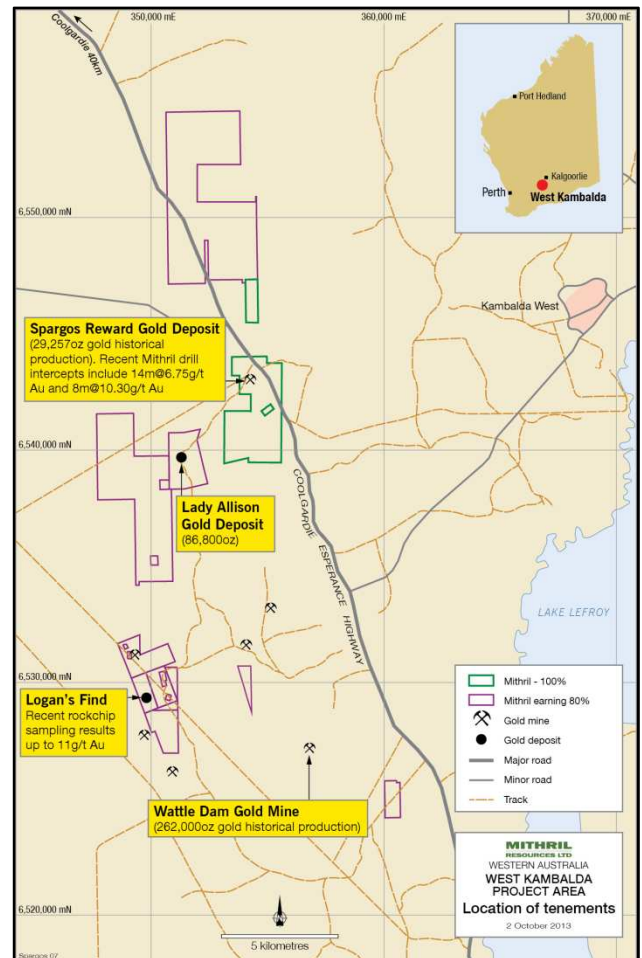 350,000 mE
360,000 mE
370,000 mE
Coolgardie 40km
Port Hedland
Kalgoorlie
Perth
West Kambalda
6,550,000 mN
Kambalda West
Spargos Reward Gold Deposit
(29,257oz gold historical
production). Recent Mithril drill
intercepts include 14m@6.75g/t
Au and 8m@10.30g/t Au
6,540,000 mN
Lady Allison
Gold Deposit
(86,800oz)
COOLGARDIE ESPERANCE HIGHWAY
LAKE LEFROY
6,530,000 mN
Logan's Find
Recent rockchip
sampling results
up to 11g/t Au
Wattle Dam Gold Mine
(262,000oz gold historical production)
Mithril - 100%
Mithril earning 80%
Gold mine
Gold deposit
Major road
Minor road
Track
MITHRIL
RESOURCES LTD
WESTERN AUSTRALIA
WEST KAMBALDA
PROJECT AREA
Location of tenements
2 October 2013
6,520,000 mN
5 kilometres
Spargos 07